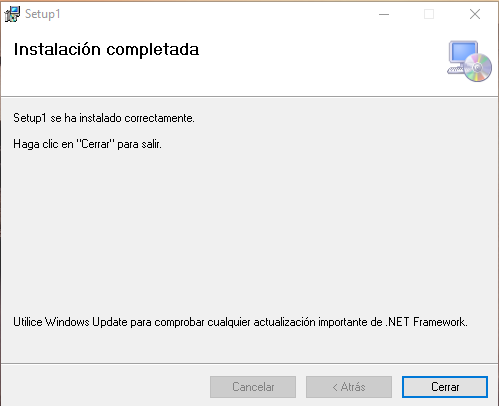 Setup1
Instalación completada
Setup1 se ha instalado correctamente.
Haga clic en "Cerrar" para salir.
Utilice Windows Update para comprobar cualquier actualización importante de .NET Framework.
Cancelar
< Atrás
Cerrar